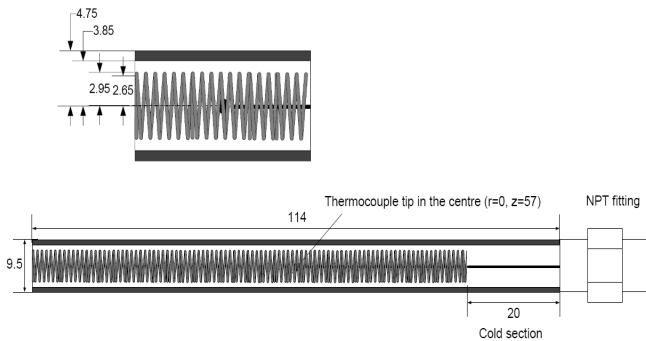 4.75
3.85
2.95
2.65
Thermocouple tip in the centre (r=0, z=57)
NPT fitting
114
9.5
20
Cold section